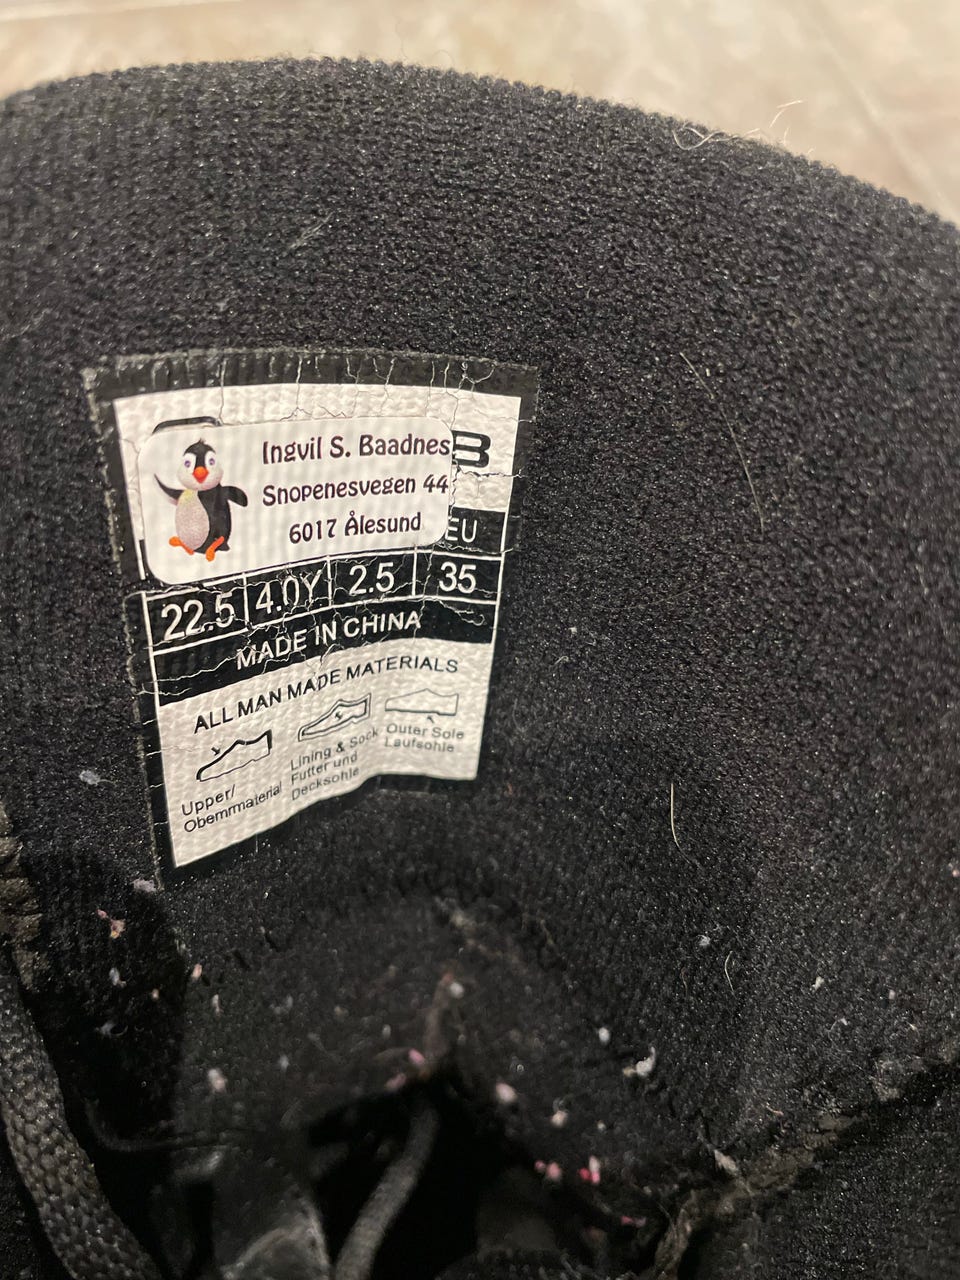 Ingvil S. Baadnes
Snopenesvegen 44
6017 Ålesund
B
EU
22.5 4.0Y 2.5 35
MADE IN CHINA
ALL MAN MADE MATERIALS
Upper/
Obernmaterial
Lining & Sock
Futter und
Decksohle
Outer Sole
Laufsohle